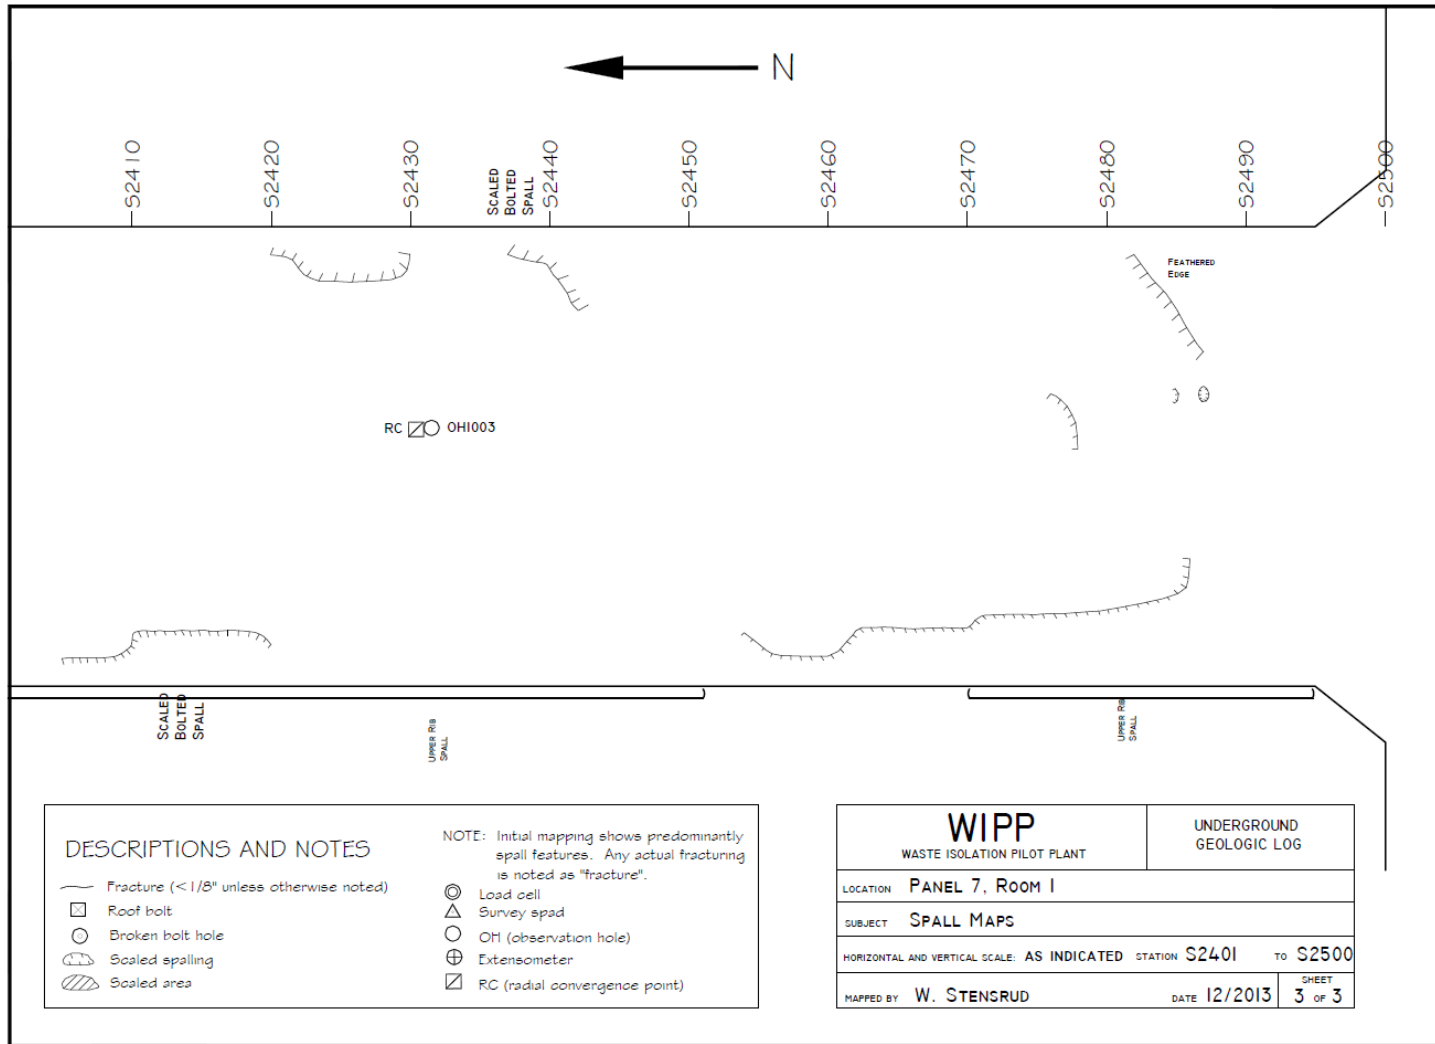 N
S2410
S2420
S2430
SCALED
BOLTED
SPALL
S2440
S2450
S2460
S2470
S2480
S2490
S2500
FEATHERED
EDGE
RC
OH1003
SCALED
BOLTED
SPALL
UPPER RIB
SPALL
UPPER RIB
SPALL
DESCRIPTIONS AND NOTES
Fracture (<1/8" unless otherwise noted)
Roof bolt
Broken bolt hole
Scaled spalling
Scaled area
NOTE: Initial mapping shows predominantly
spall features. Any actual fracturing
is noted as "fracture".
Load cell
Survey spad
OH (observation hole)
Extensometer
RC (radial convergence point)
WIPP
WASTE ISOLATION PILOT PLANT
UNDERGROUND
GEOLOGIC LOG
LOCATION PANEL 7, ROOM 1
SUBJECT SPALL MAPS
HORIZONTAL AND VERTICAL SCALE: AS INDICATED STATION S2401 TO S2500
MAPPED BY W. STENSRUD DATE 12/2013
SHEET
3 OF 3